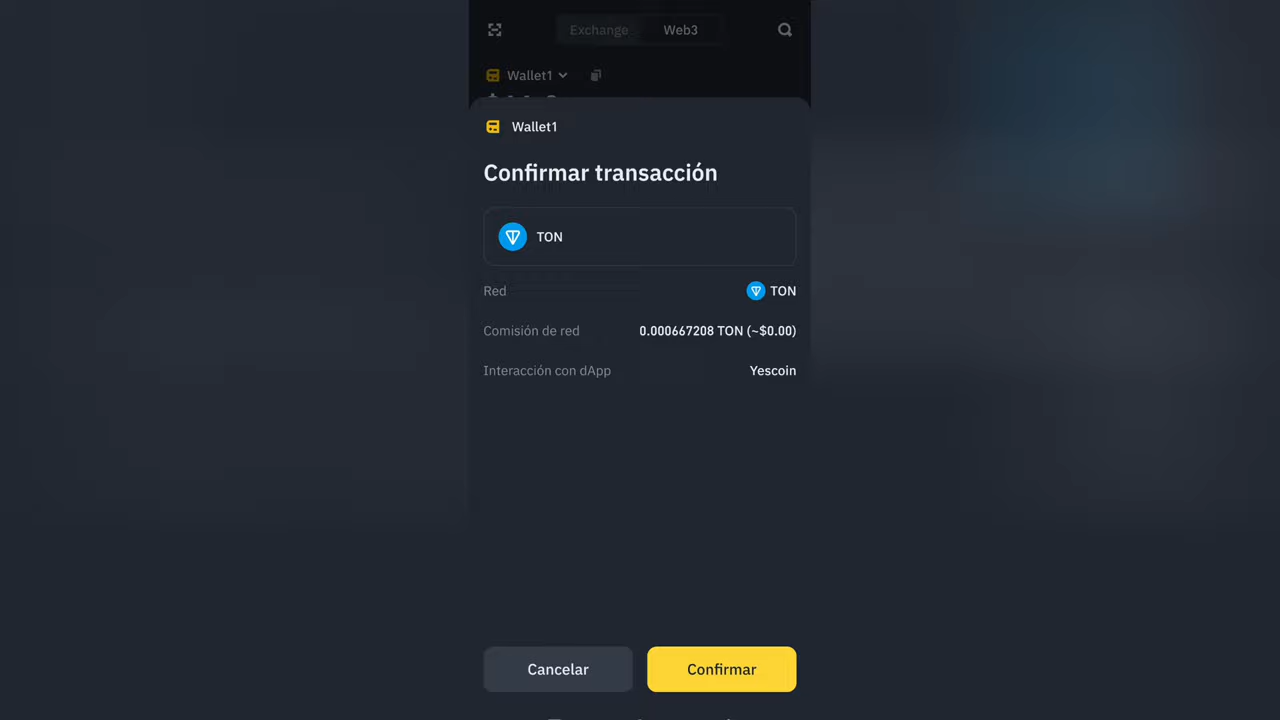 Exchange Web3
Wallet1
Wallet1
Confirmar transacción
TON
Red TON
Comisión de red 0.000667208 TON (~$0.00)
Interacción con dApp Yescoin
Cancelar Confirmar